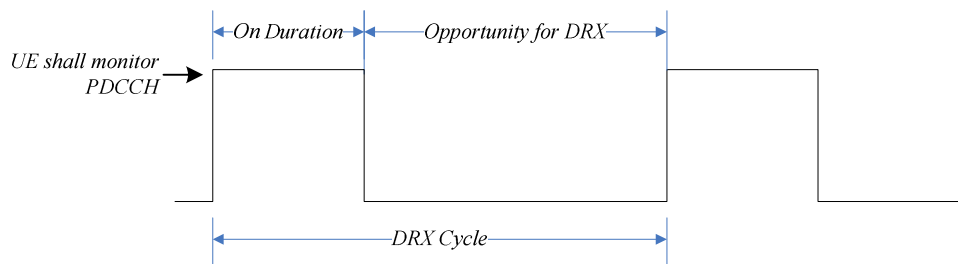 On Duration
Opportunity for DRX
UE shall monitor
PDCCH
DRX Cycle